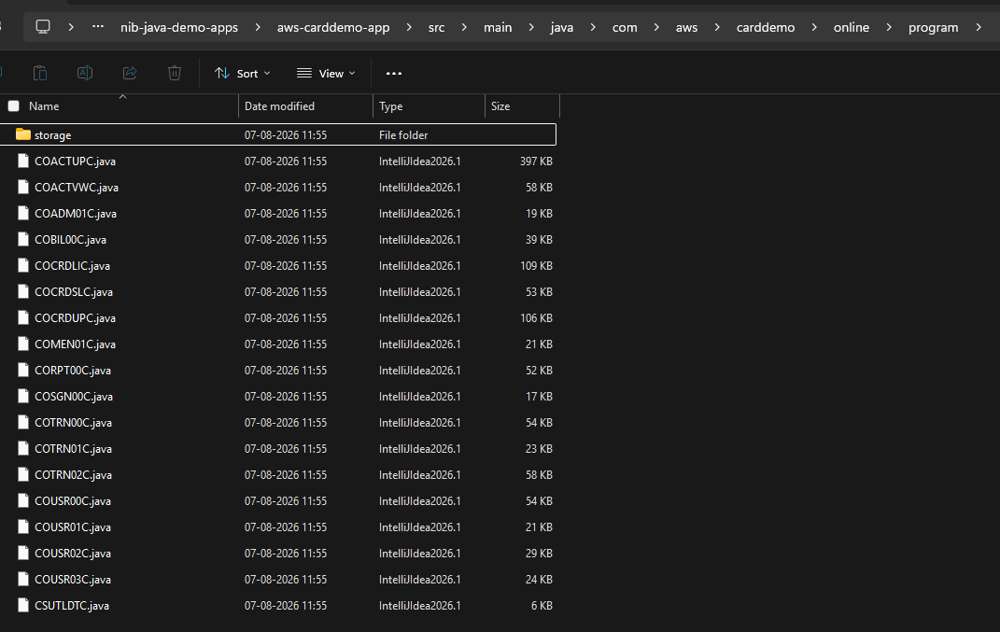 ··· nib-java-demo-apps > aws-carddemo-app > src > main > java > com > aws > carddemo > online > program >
Sort View ···
Name Date modified Type Size
storage 07-08-2026 11:55 File folder
COACTUPC.java 07-08-2026 11:55 IntelliJIdea2026.1 397 KB
COACTVWC.java 07-08-2026 11:55 IntelliJIdea2026.1 58 KB
COADM01C.java 07-08-2026 11:55 IntelliJIdea2026.1 19 KB
COBIL00C.java 07-08-2026 11:55 IntelliJIdea2026.1 39 KB
COCRDLIC.java 07-08-2026 11:55 IntelliJIdea2026.1 109 KB
COCRDSLC.java 07-08-2026 11:55 IntelliJIdea2026.1 53 KB
COCRDUPC.java 07-08-2026 11:55 IntelliJIdea2026.1 106 KB
COMEN01C.java 07-08-2026 11:55 IntelliJIdea2026.1 21 KB
CORPT00C.java 07-08-2026 11:55 IntelliJIdea2026.1 52 KB
COSGN00C.java 07-08-2026 11:55 IntelliJIdea2026.1 17 KB
COTRN00C.java 07-08-2026 11:55 IntelliJIdea2026.1 54 KB
COTRN01C.java 07-08-2026 11:55 IntelliJIdea2026.1 23 KB
COTRN02C.java 07-08-2026 11:55 IntelliJIdea2026.1 58 KB
COUSR00C.java 07-08-2026 11:55 IntelliJIdea2026.1 54 KB
COUSR01C.java 07-08-2026 11:55 IntelliJIdea2026.1 21 KB
COUSR02C.java 07-08-2026 11:55 IntelliJIdea2026.1 29 KB
COUSR03C.java 07-08-2026 11:55 IntelliJIdea2026.1 24 KB
CSUTLDTC.java 07-08-2026 11:55 IntelliJIdea2026.1 6 KB